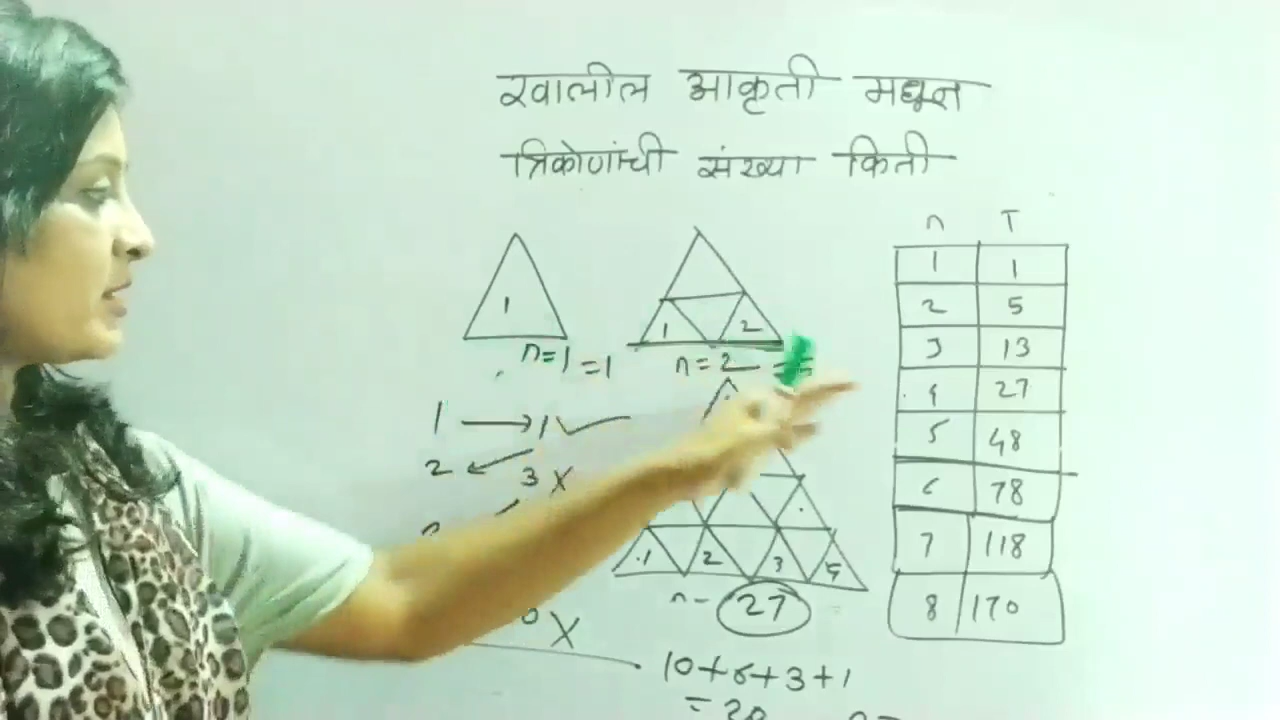 खालील आकृती मधून
त्रिकोणांची संख्या किती
n T
1 1
2 5
3 13
4 27
5 48
6 78
7 118
8 170
1
n=1 =1
1 2
n=2 =
1 → 1 ✓
2
3 X
X
1 2 3 4
n- 27
10+6+3+1
= 20